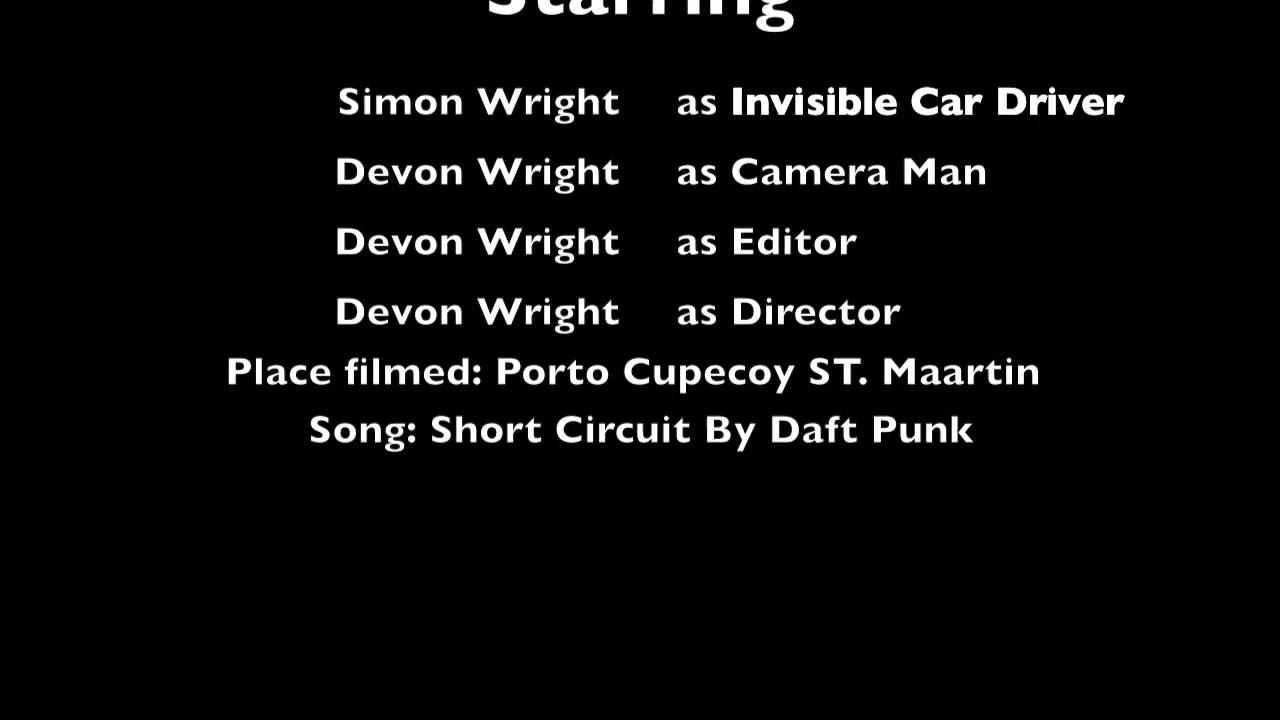 Starring
Simon Wright as Invisible Car Driver
Devon Wright as Camera Man
Devon Wright as Editor
Devon Wright as Director
Place filmed: Porto Cupecoy ST. Maartin
Song: Short Circuit By Daft Punk